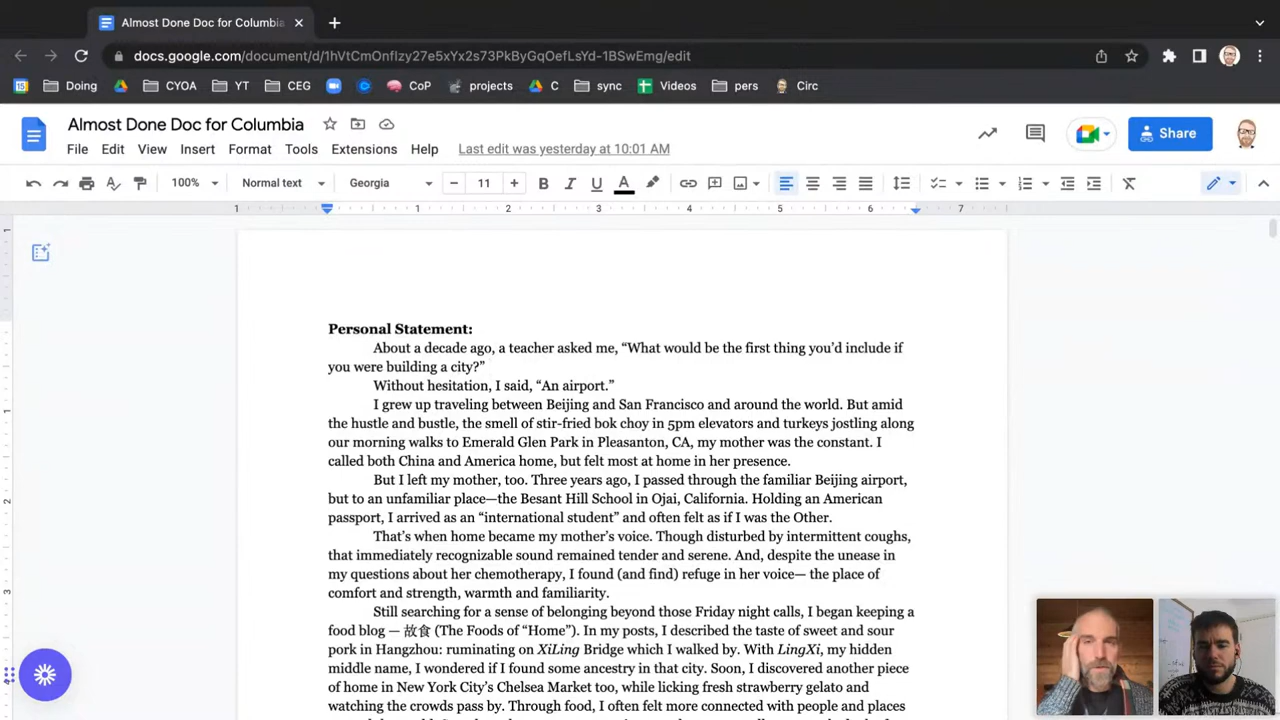 Almost Done Doc for Columbia
docs.google.com/document/d/1hVtCmOnfIzy27e5xYx2s73PkByGqOefLsYd-1BSwEmg/edit
Doing CYOA YT CEG CoP projects C sync Videos pers Circ
Almost Done Doc for Columbia
File Edit View Insert Format Tools Extensions Help Last edit was yesterday at 10:01 AM
Share
100% Normal text Georgia 11
1 1 2 3 4 5 6 7
Personal Statement:
About a decade ago, a teacher asked me, “What would be the first thing you’d include if
you were building a city?”
Without hesitation, I said, “An airport.”
I grew up traveling between Beijing and San Francisco and around the world. But amid
the hustle and bustle, the smell of stir-fried bok choy in 5pm elevators and turkeys jostling along
our morning walks to Emerald Glen Park in Pleasanton, CA, my mother was the constant. I
called both China and America home, but felt most at home in her presence.
But I left my mother, too. Three years ago, I passed through the familiar Beijing airport,
but to an unfamiliar place—the Besant Hill School in Ojai, California. Holding an American
passport, I arrived as an “international student” and often felt as if I was the Other.
That’s when home became my mother’s voice. Though disturbed by intermittent coughs,
that immediately recognizable sound remained tender and serene. And, despite the unease in
my questions about her chemotherapy, I found (and find) refuge in her voice— the place of
comfort and strength, warmth and familiarity.
Still searching for a sense of belonging beyond those Friday night calls, I began keeping a
food blog — 故食 (The Foods of “Home”). In my posts, I described the taste of sweet and sour
pork in Hangzhou: ruminating on XiLing Bridge which I walked by. With LingXi, my hidden
middle name, I wondered if I found some ancestry in that city. Soon, I discovered another piece
of home in New York City’s Chelsea Market too, while licking fresh strawberry gelato and
watching the crowds pass by. Through food, I often felt more connected with people and places